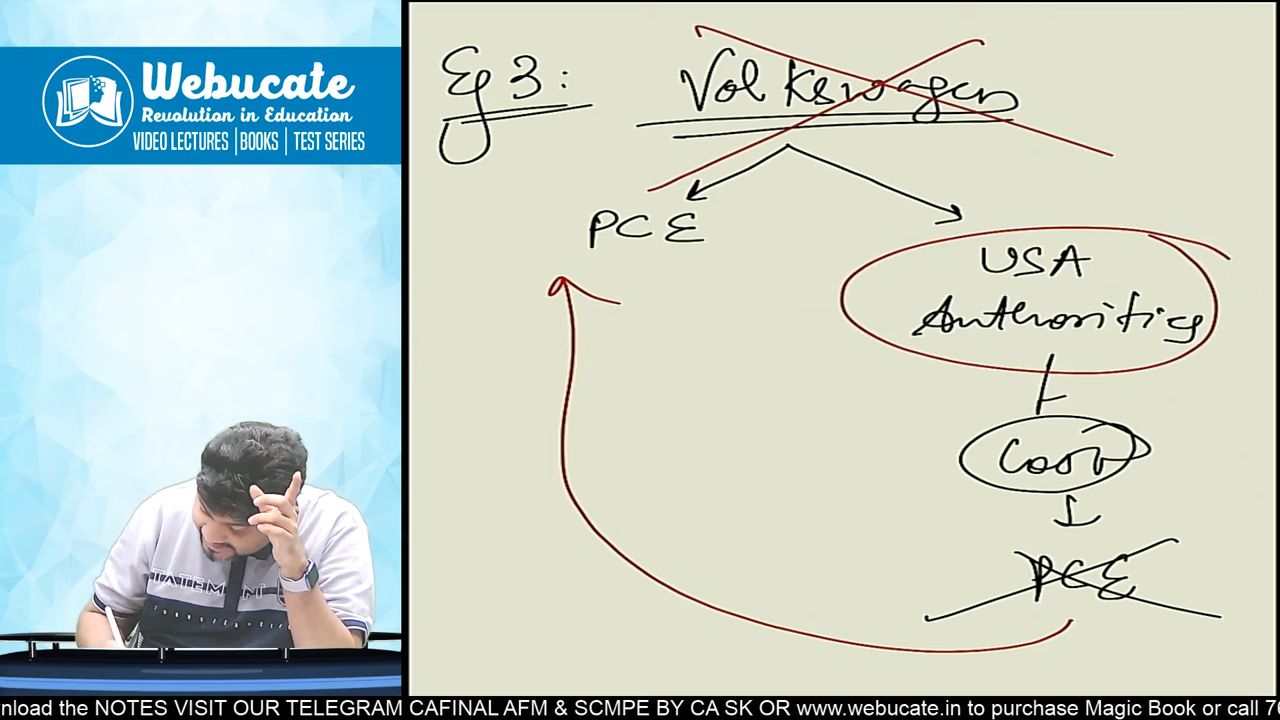 Webucate
Revolution in Education
VIDEO LECTURES | BOOKS | TEST SERIES
Eg 3: Volkswagen
PCE
USA
Authorities
PCE
TATEM NT
nload the NOTES VISIT OUR TELEGRAM CAFINAL AFM & SCMPE BY CA SK OR www.webucate.in to purchase Magic Book or call 7